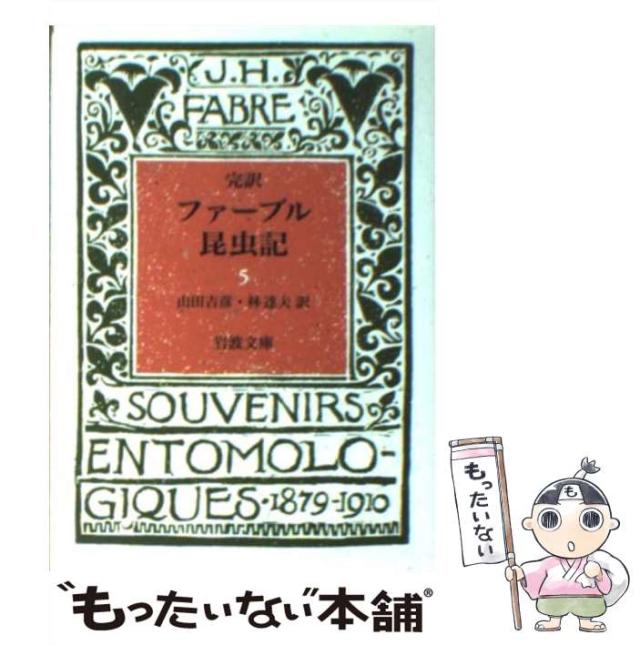 J.H.
FABRE
完訳
ファーブル
昆虫記
5
山田吉彦・林達夫訳
岩波文庫
SOUVENIRS
ENTOMOLO-
GIQUES・1879-1910
もったいない
も
“もったいない”本舗®